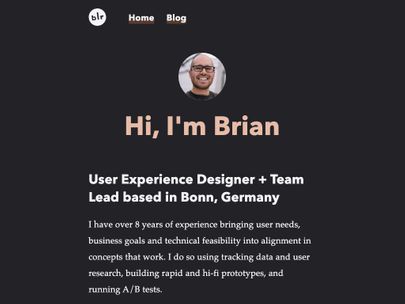 blr
Home Blog
Hi, I'm Brian
User Experience Designer + Team
Lead based in Bonn, Germany
I have over 8 years of experience bringing user needs,
business goals and technical feasibility into alignment in
concepts that work. I do so using tracking data and user
research, building rapid and hi-fi prototypes, and
running A/B tests.